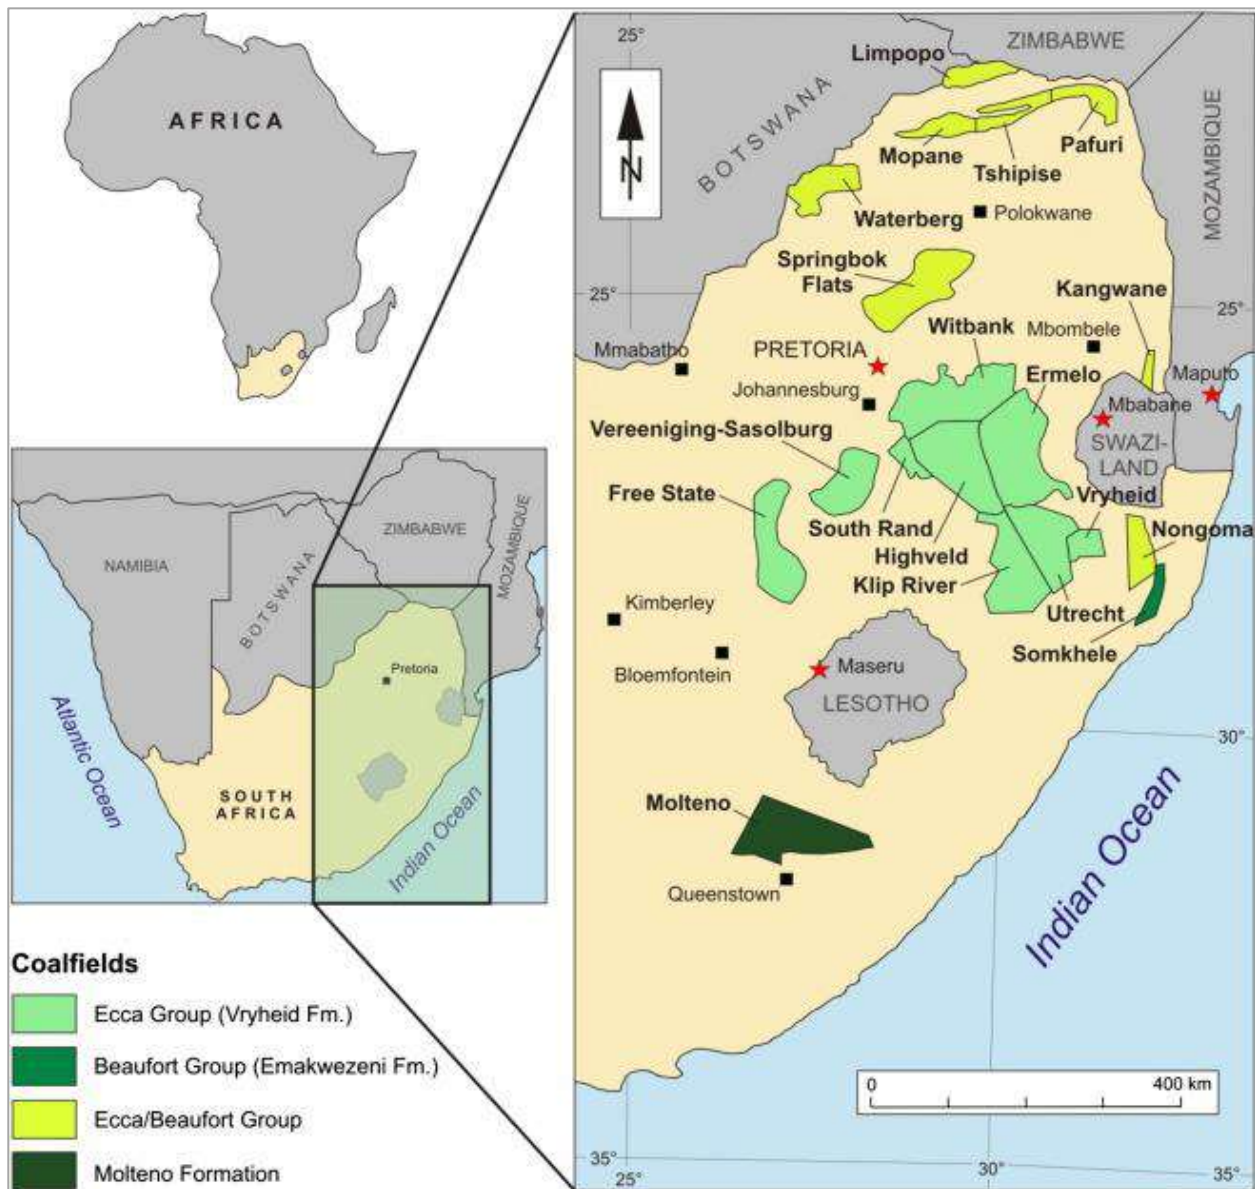 AFRICA
NAMIBIA
BOTSWANA
ZIMBABWE
MOZAMBIQUE
Pretoria
SOUTH
AFRICA
Atlantic Ocean
Indian Ocean
Coalfields
Ecca Group (Vryheid Fm.)
Beaufort Group (Emakwezeni Fm.)
Ecca/Beaufort Group
Molteno Formation
25°
ZIMBABWE
Limpopo
N
BOTSWANA
MOZAMBIQUE
Mopane
Pafuri
Tshipise
Waterberg
Polokwane
Springbok
Flats
Kangwane
25°
25°
Witbank
Mbombele
Mmabatho
PRETORIA
Ermelo
Maputo
Johannesburg
Mbabane
Vereeniging-Sasolburg
SWAZI-
LAND
Free State
Vryheid
South Rand
Nongoma
Highveld
Klip River
Kimberley
Utrecht
Somkhele
Bloemfontein
Maseru
LESOTHO
30°
Molteno
Queenstown
Indian Ocean
0
400 km
35°
25°
30°
35°